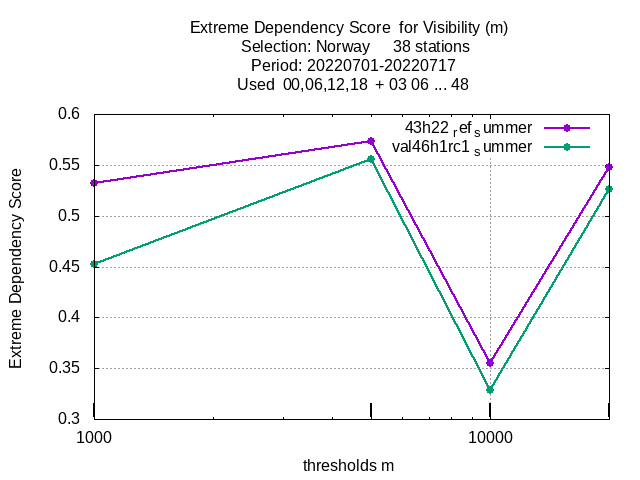 Extreme Dependency Score for Visibility (m)
Selection: Norway 38 stations
Period: 20220701-20220717
Used 00,06,12,18 + 03 06 ... 48
0.6
0.55
0.5
0.45
0.4
0.35
0.3
Extreme Dependency Score
43h22_ref_summer
val46h1rc1_summer
1000
10000
thresholds m